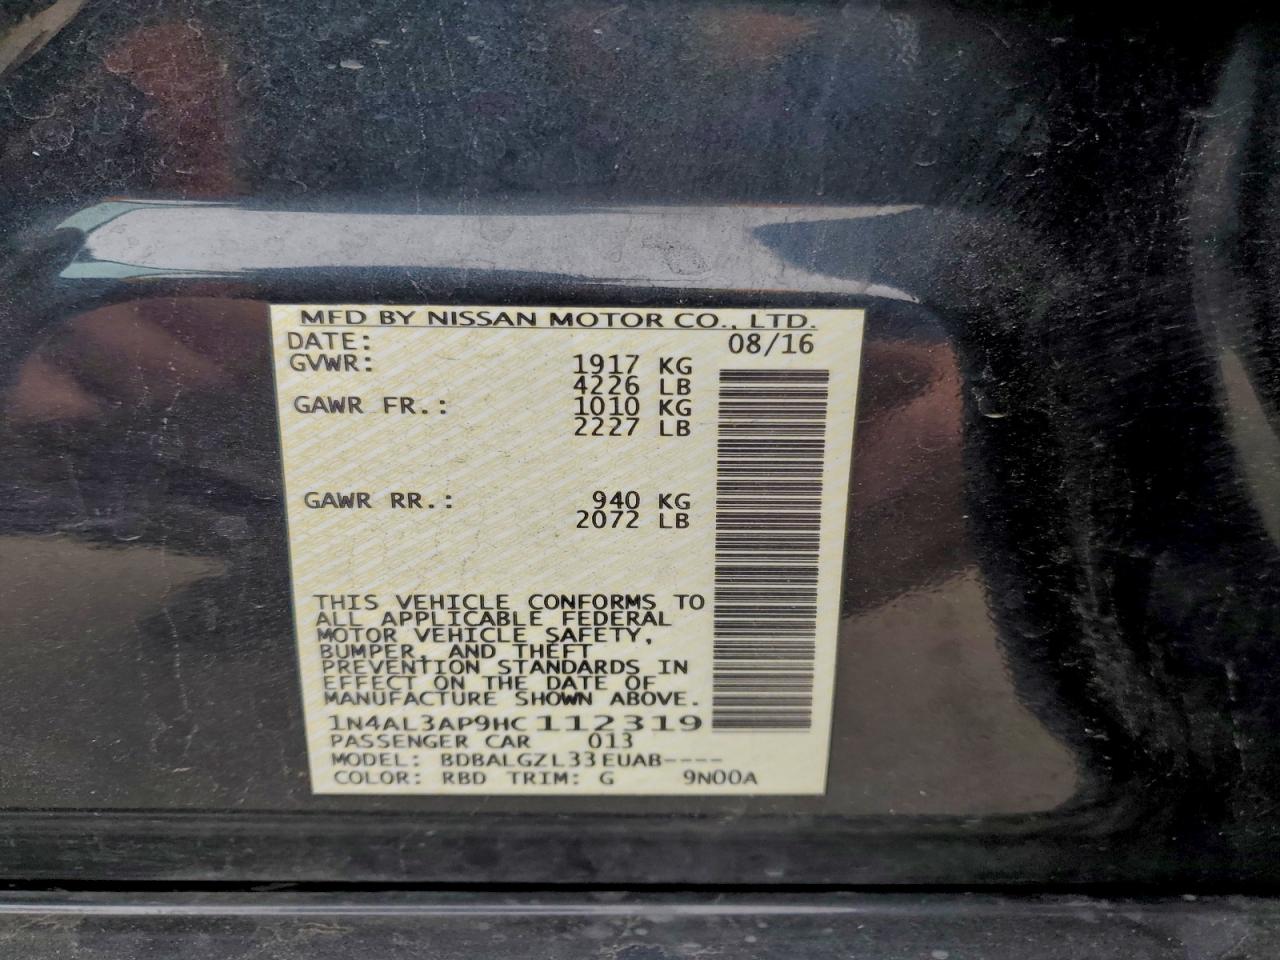 MFD BY NISSAN MOTOR CO., LTD.
DATE: 08/16
GVWR: 1917 KG
4226 LB
GAWR FR.: 1010 KG
2227 LB
GAWR RR.: 940 KG
2072 LB
THIS VEHICLE CONFORMS TO
ALL APPLICABLE FEDERAL
MOTOR VEHICLE SAFETY,
BUMPER, AND THEFT
PREVENTION STANDARDS IN
EFFECT ON THE DATE OF
MANUFACTURE SHOWN ABOVE.
1N4AL3AP9HC112319
PASSENGER CAR 013
MODEL: BDBALGZL33EUAB----
COLOR: RBD TRIM: G 9N00A